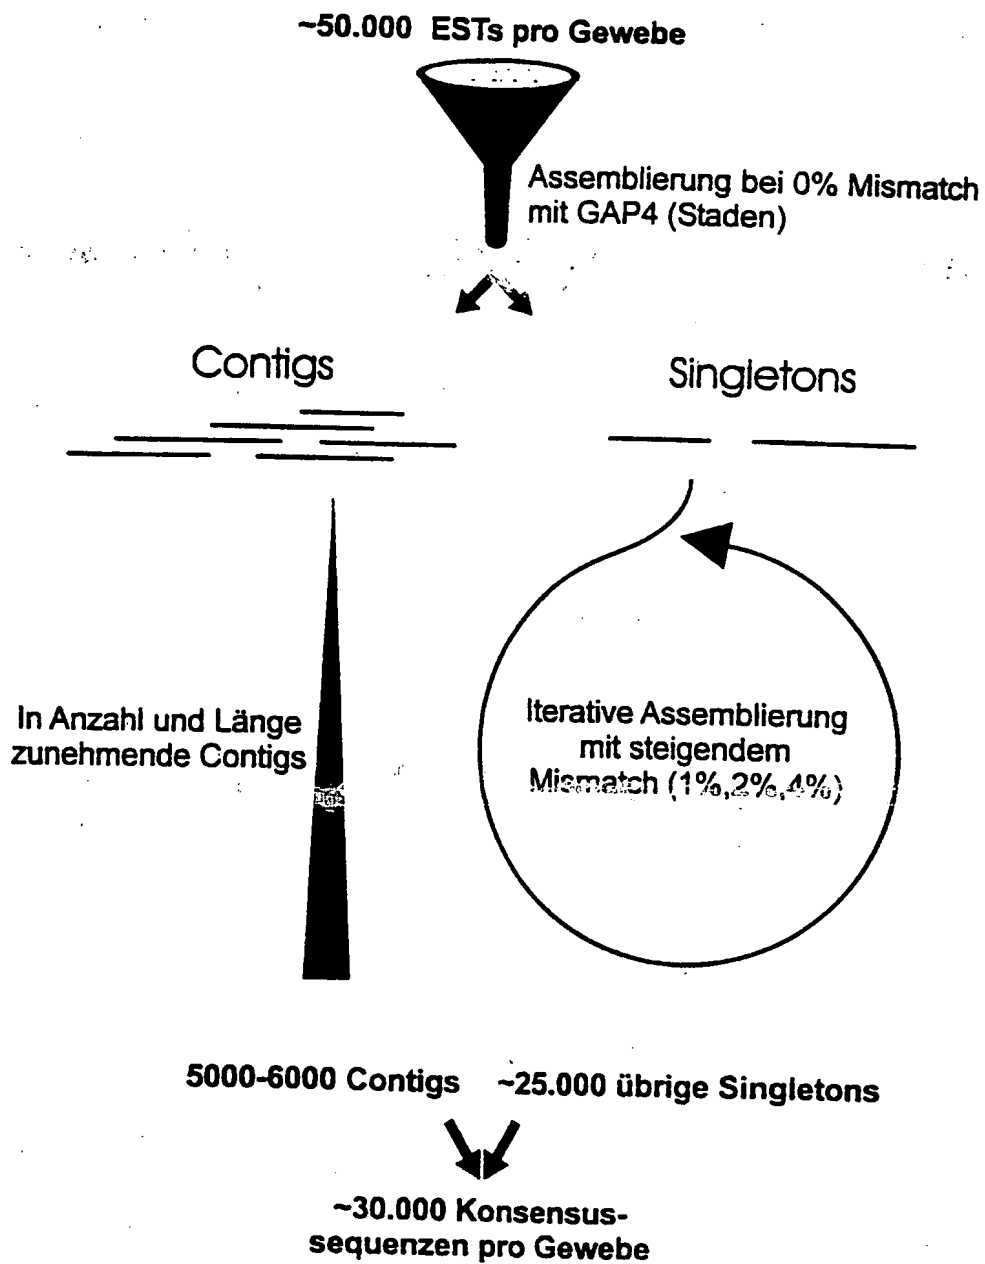 ~50.000 ESTs pro Gewebe
Assemblierung bei 0% Mismatch
mit GAP4 (Staden)
Contigs
Singletons
In Anzahl und Länge
zunehmende Contigs
Iterative Assemblierung
mit steigendem
Mismatch (1%,2%,4%)
5000-6000 Contigs
~25.000 übrige Singletons
~30.000 Konsensus-
sequenzen pro Gewebe